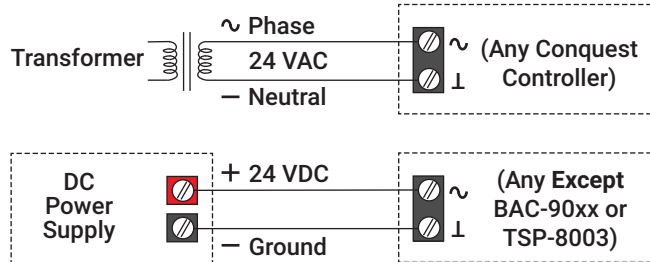 ∿ Phase
Transformer
24 VAC
− Neutral
∿
⊥
(Any Conquest
Controller)
DC
Power
Supply
+ 24 VDC
− Ground
∿
⊥
(Any Except
BAC-90xx or
TSP-8003)